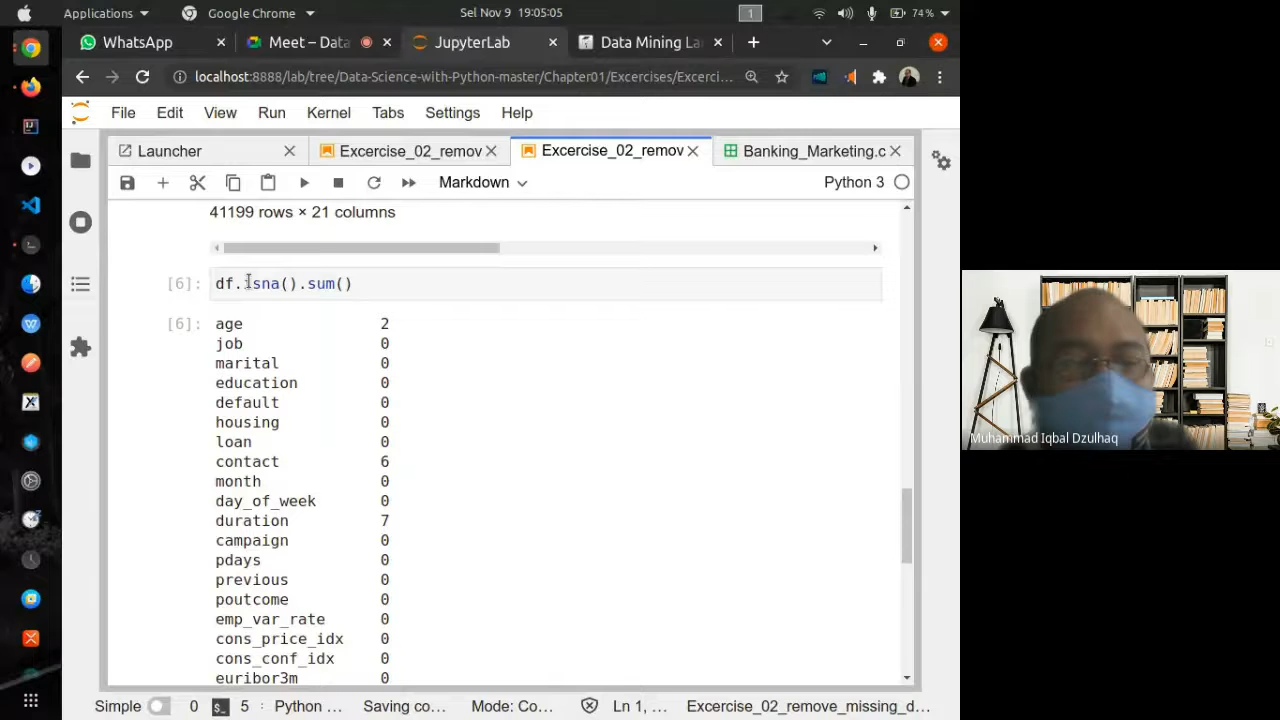 Applications
Google Chrome
Sel Nov 9 19:05:05
1
74%
WhatsApp
Meet – Data
JupyterLab
Data Mining La
localhost:8888/lab/tree/Data-Science-with-Python-master/Chapter01/Excercises/Excerci...
File Edit View Run Kernel Tabs Settings Help
Launcher
Excercise_02_remov
Excercise_02_remov
Banking_Marketing.c
Markdown
Python 3
41199 rows × 21 columns
[6]: df.isna().sum()
[6]: age 2
job 0
marital 0
education 0
default 0
housing 0
loan 0
contact 6
month 0
day_of_week 0
duration 7
campaign 0
pdays 0
previous 0
poutcome 0
emp_var_rate 0
cons_price_idx 0
cons_conf_idx 0
euribor3m 0
Simple 0 5 Python ... Saving co... Mode: Co... Ln 1, ... Excercise_02_remove_missing_d...
Muhammad Iqbal Dzulhaq